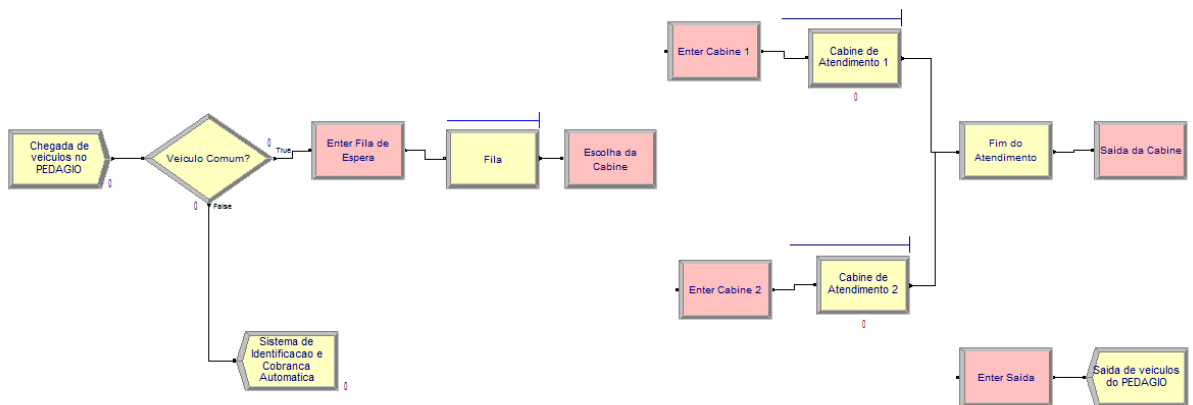 Chegada de
veiculos no
PEDAGIO
0
Veiculo Comum?
0
True
0
False
Enter Fila de
Espera
Fila
Escolha da
Cabine
Sistema de
Identificacao e
Cobranca
Automatica
0
Enter Cabine 1
Cabine de
Atendimento 1
0
Enter Cabine 2
Cabine de
Atendimento 2
0
Fim do
Atendimento
Saida da Cabine
Enter Saida
Saida de veiculos
do PEDAGIO